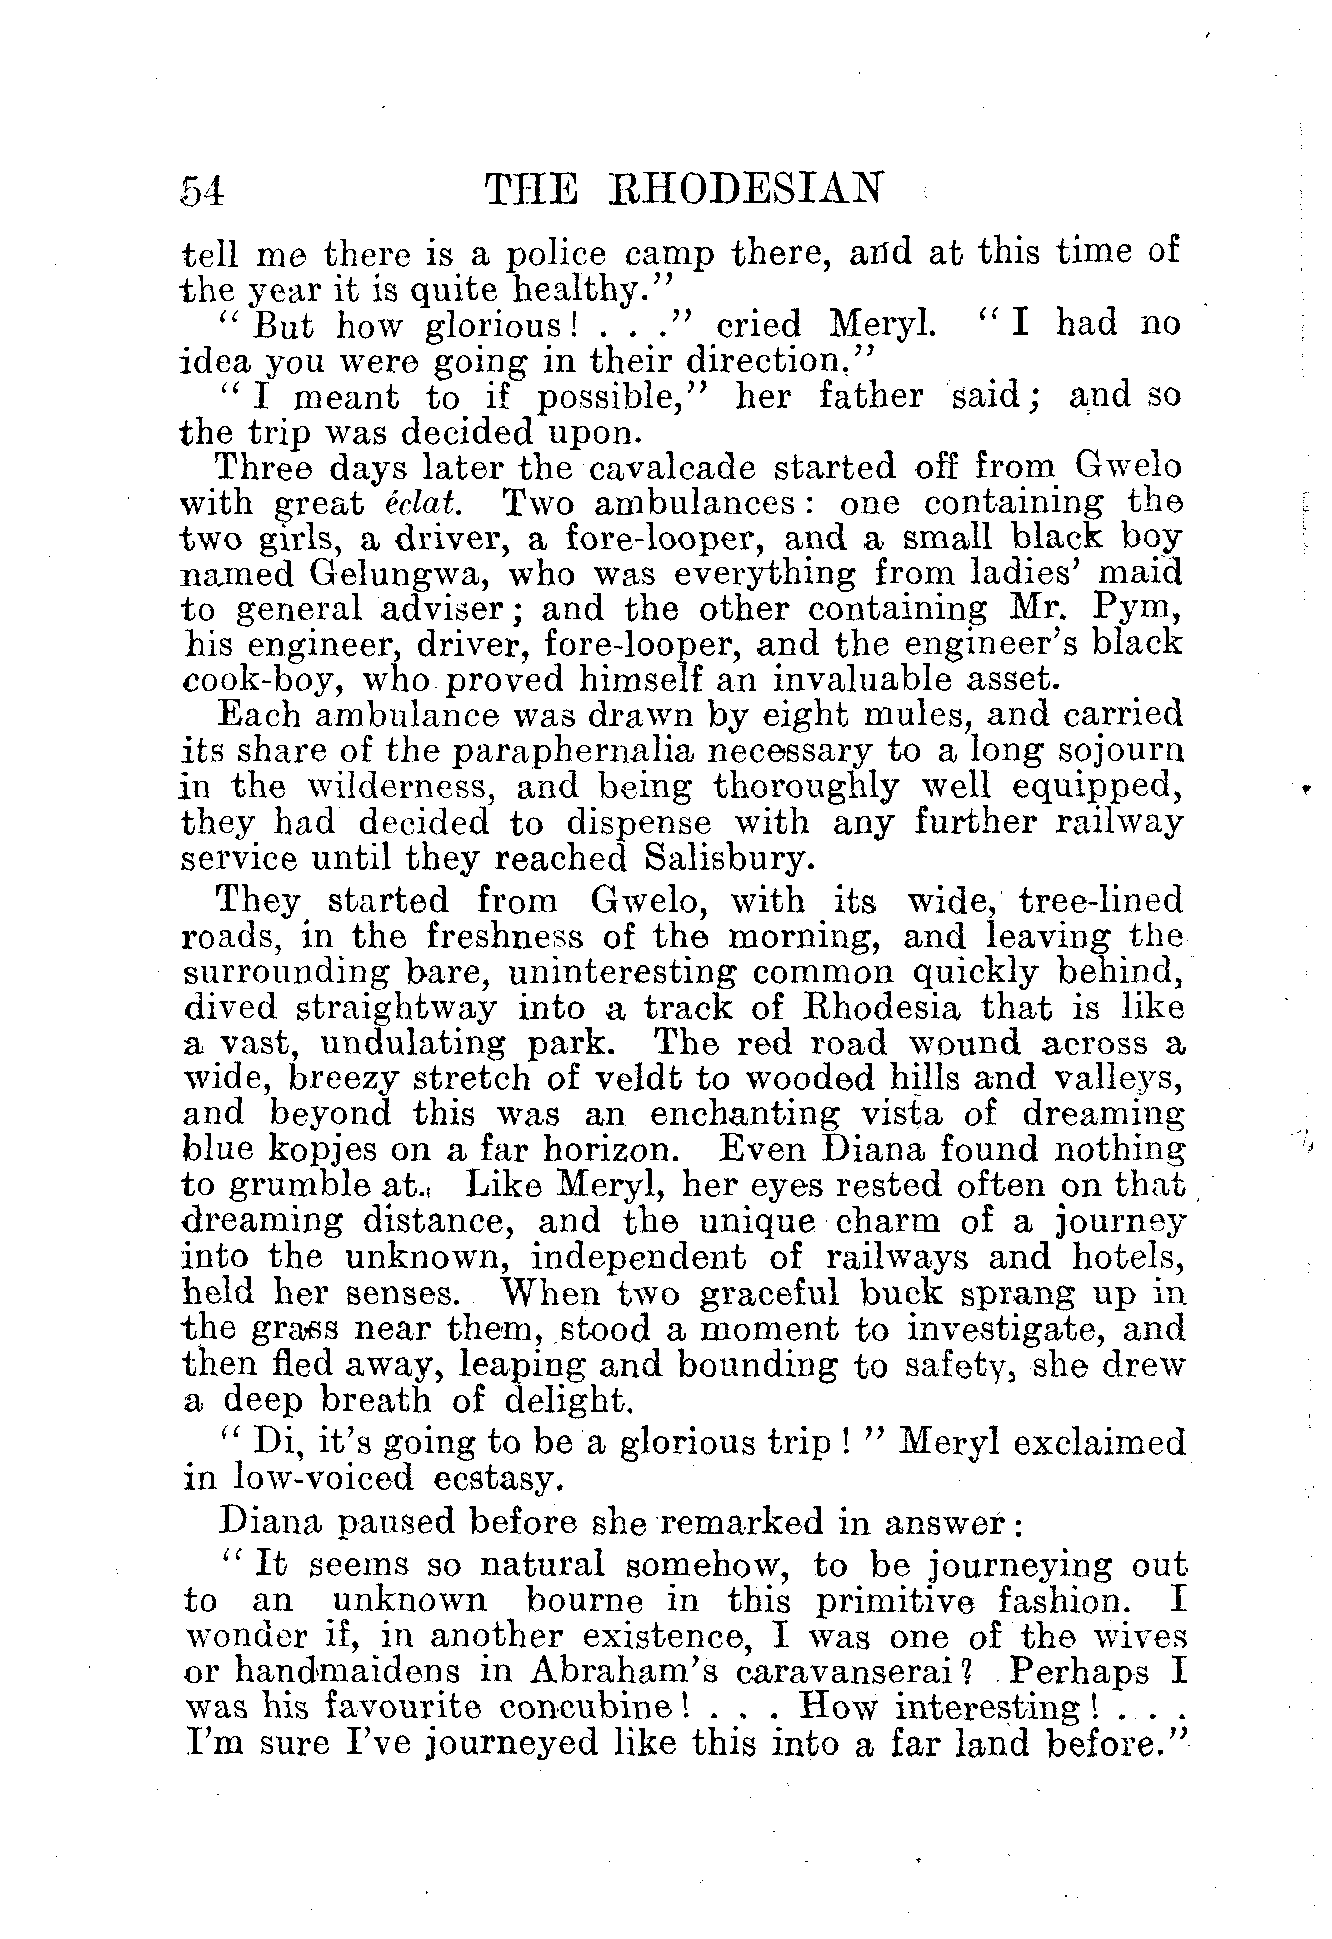 54 THE RHODESIAN
tell me there is a police camp there, and at this time of
the year it is quite healthy."
"But how glorious! . . ." cried Meryl. "I had no
idea you were going in their direction."
"I meant to if possible," her father said; and so
the trip was decided upon.
Three days later the cavalcade started off from Gwelo
with great éclat. Two ambulances: one containing the
two girls, a driver, a fore-looper, and a small black boy
named Gelungwa, who was everything from ladies' maid
to general adviser; and the other containing Mr. Pym,
his engineer, driver, fore-looper, and the engineer's black
cook-boy, who proved himself an invaluable asset.
Each ambulance was drawn by eight mules, and carried
its share of the paraphernalia necessary to a long sojourn
in the wilderness, and being thoroughly well equipped,
they had decided to dispense with any further railway
service until they reached Salisbury.
They started from Gwelo, with its wide, tree-lined
roads, in the freshness of the morning, and leaving the
surrounding bare, uninteresting common quickly behind,
dived straightway into a track of Rhodesia that is like
a vast, undulating park. The red road wound across a
wide, breezy stretch of veldt to wooded hills and valleys,
and beyond this was an enchanting vista of dreaming
blue kopjes on a far horizon. Even Diana found nothing
to grumble at. Like Meryl, her eyes rested often on that
dreaming distance, and the unique charm of a journey
into the unknown, independent of railways and hotels,
held her senses. When two graceful buck sprang up in
the grass near them, stood a moment to investigate, and
then fled away, leaping and bounding to safety, she drew
a deep breath of delight.
"Di, it's going to be a glorious trip!" Meryl exclaimed
in low-voiced ecstasy.
Diana paused before she remarked in answer:
"It seems so natural somehow, to be journeying out
to an unknown bourne in this primitive fashion. I
wonder if, in another existence, I was one of the wives
or handmaidens in Abraham's caravanserai? Perhaps I
was his favourite concubine! . . . How interesting! . . .
I'm sure I've journeyed like this into a far land before."